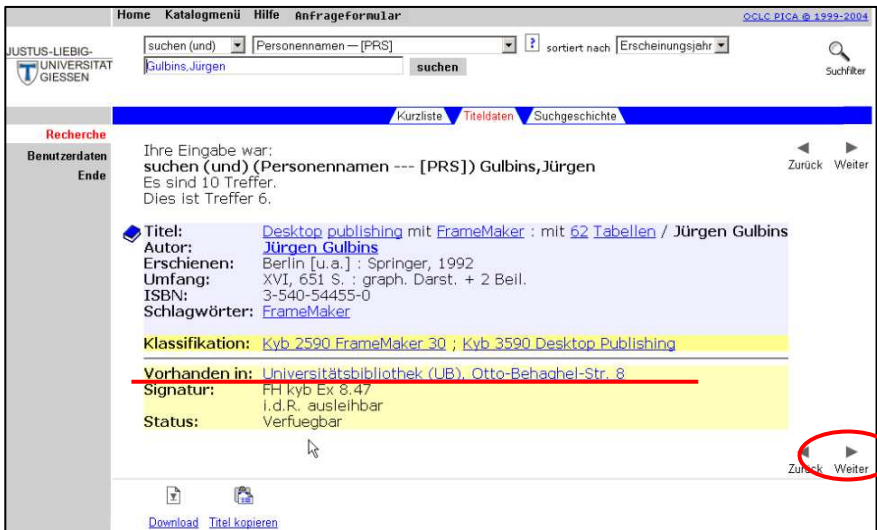 Home Katalogmenü Hilfe Anfrageformular OCLC PICA © 1999-2004
JUSTUS-LIEBIG-
UNIVERSITAT
GIESSEN
suchen (und) Personennamen — [PRS] ? sortiert nach Erscheinungsjahr
Gulbins,Jürgen suchen
Suchfilter
Kurzliste Titeldaten Suchgeschichte
Recherche
Benutzerdaten
Ende
Ihre Eingabe war:
suchen (und) (Personennamen --- [PRS]) Gulbins,Jürgen
Es sind 10 Treffer.
Dies ist Treffer 6.
Zurück Weiter
Titel: Desktop publishing mit FrameMaker : mit 62 Tabellen / Jürgen Gulbins
Autor: Jürgen Gulbins
Erschienen: Berlin [u.a.] : Springer, 1992
Umfang: XVI, 651 S. : graph. Darst. + 2 Beil.
ISBN: 3-540-54455-0
Schlagwörter: FrameMaker
Klassifikation: Kyb 2590 FrameMaker 30 ; Kyb 3590 Desktop Publishing
Vorhanden in: Universitätsbibliothek (UB), Otto-Behaghel-Str. 8
Signatur: FH kyb Ex 8.47
i.d.R. ausleihbar
Status: Verfuegbar
Zurück Weiter
Download Titel kopieren